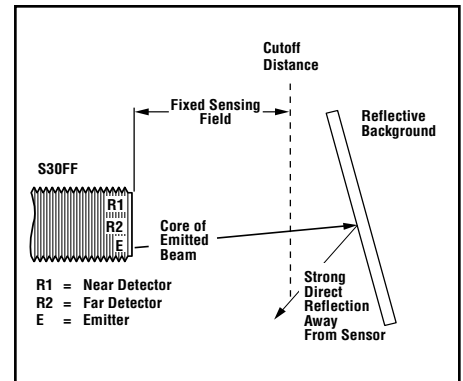 Cutoff
Distance
Fixed Sensing
Field
Reflective
Background
S30FF
R1
R2
E
Core of
Emitted
Beam
R1 = Near Detector
R2 = Far Detector
E = Emitter
Strong
Direct
Reflection
Away
From Sensor